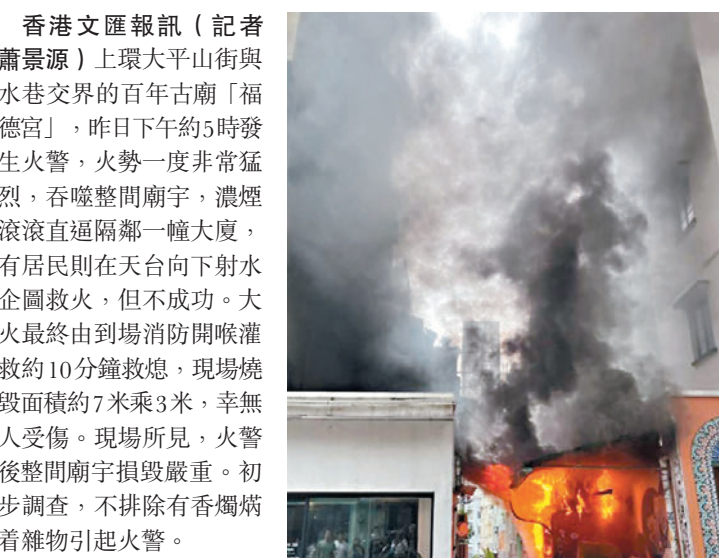 香港文匯報訊（記者
蕭景源）上環大平山街與
水巷交界的百年古廟「福
德宮」，昨日下午約5時發
生火警，火勢一度非常猛
烈，吞噬整間廟宇，濃煙
滾滾直逼隔鄰一幢大廈，
有居民則在天台向下射水
企圖救火，但不成功。大
火最終由到場消防開喉灌
救約10分鐘救熄，現場燒
毀面積約7米乘3米，幸無
人受傷。現場所見，火警
後整間廟宇損毀嚴重。初
步調查，不排除有香燭焫
着雜物引起火警。